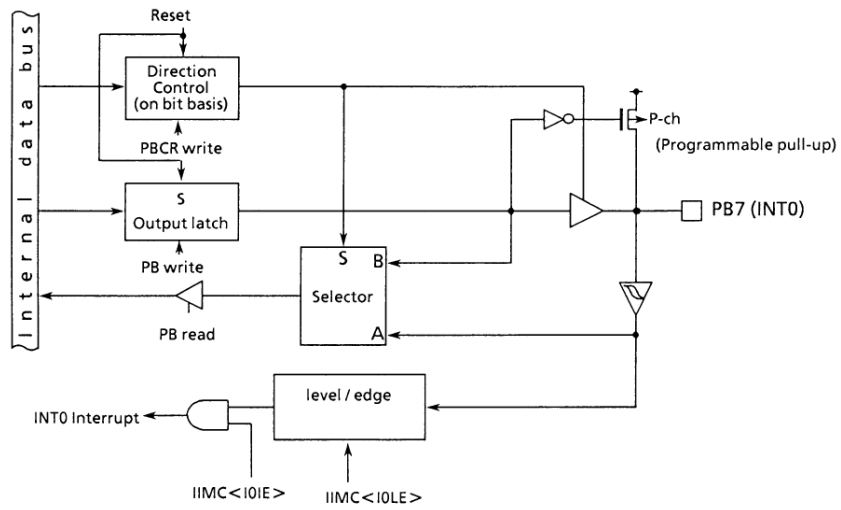 Reset
Internal data bus
Direction
Control
(on bit basis)
P-ch
PBCR write
(Programmable pull-up)
S
Output latch
PB7 (INT0)
PB write
S
B
Selector
PB read
A
level / edge
INT0 Interrupt
IIMC<I0IE>
IIMC<I0LE>